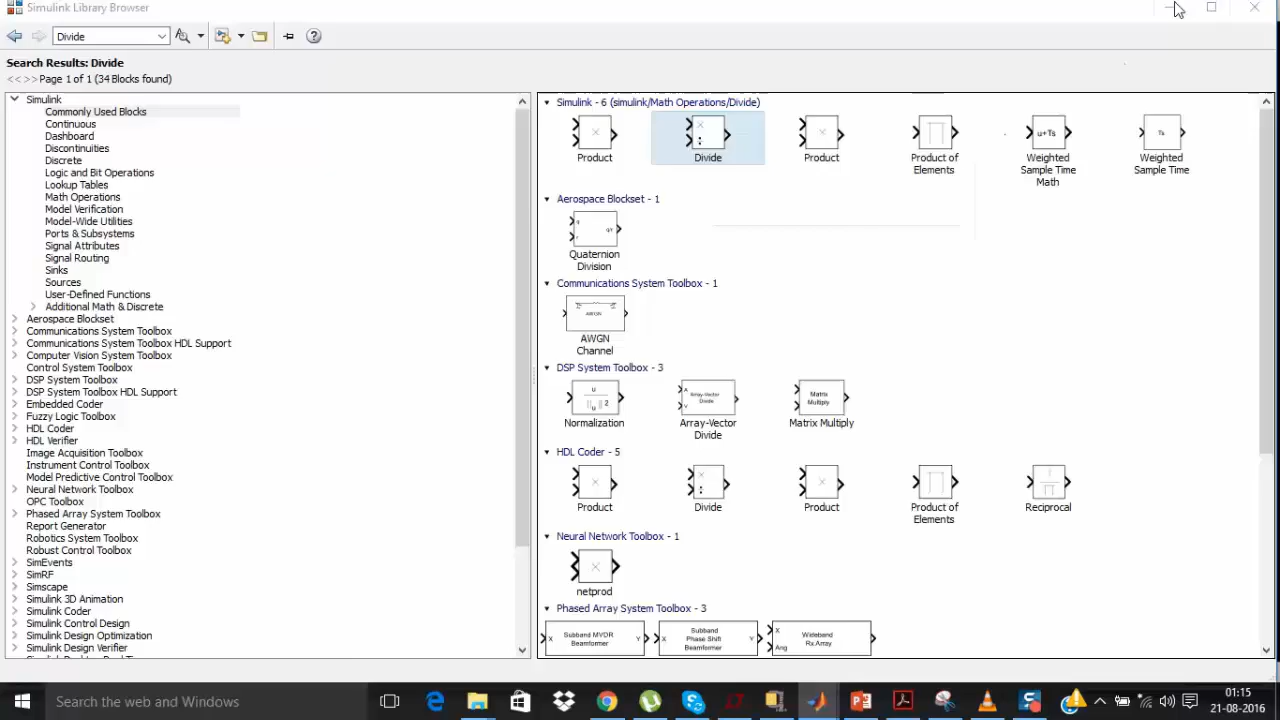 Simulink Library Browser
Divide
Search Results: Divide
<< >> Page 1 of 1 (34 Blocks found)
Simulink
Commonly Used Blocks
Continuous
Dashboard
Discontinuities
Discrete
Logic and Bit Operations
Lookup Tables
Math Operations
Model Verification
Model-Wide Utilities
Ports & Subsystems
Signal Attributes
Signal Routing
Sinks
Sources
User-Defined Functions
Additional Math & Discrete
Aerospace Blockset
Communications System Toolbox
Communications System Toolbox HDL Support
Computer Vision System Toolbox
Control System Toolbox
DSP System Toolbox
DSP System Toolbox HDL Support
Embedded Coder
Fuzzy Logic Toolbox
HDL Coder
HDL Verifier
Image Acquisition Toolbox
Instrument Control Toolbox
Model Predictive Control Toolbox
Neural Network Toolbox
OPC Toolbox
Phased Array System Toolbox
Report Generator
Robotics System Toolbox
Robust Control Toolbox
SimEvents
SimRF
Simscape
Simulink 3D Animation
Simulink Coder
Simulink Control Design
Simulink Design Optimization
Simulink Design Verifier
Simulink - 6 (simulink/Math Operations/Divide)
Product
Divide
Product
Product of
Elements
u+Ts
Weighted
Sample Time
Math
Ts
Weighted
Sample Time
Aerospace Blockset - 1
Quaternion
Division
Communications System Toolbox - 1
AWGN
AWGN
Channel
DSP System Toolbox - 3
u
||u||2
Normalization
Array-Vector
Divide
Array-Vector
Divide
Matrix
Multiply
Matrix Multiply
HDL Coder - 5
Product
Divide
Product
Product of
Elements
Reciprocal
Neural Network Toolbox - 1
netprod
Phased Array System Toolbox - 3
X Subband MVDR Y
Beamformer
X Subband Y
Phase Shift
Beamformer
X Wideband
Ang Rx Array
Search the web and Windows
01:15
21-08-2016